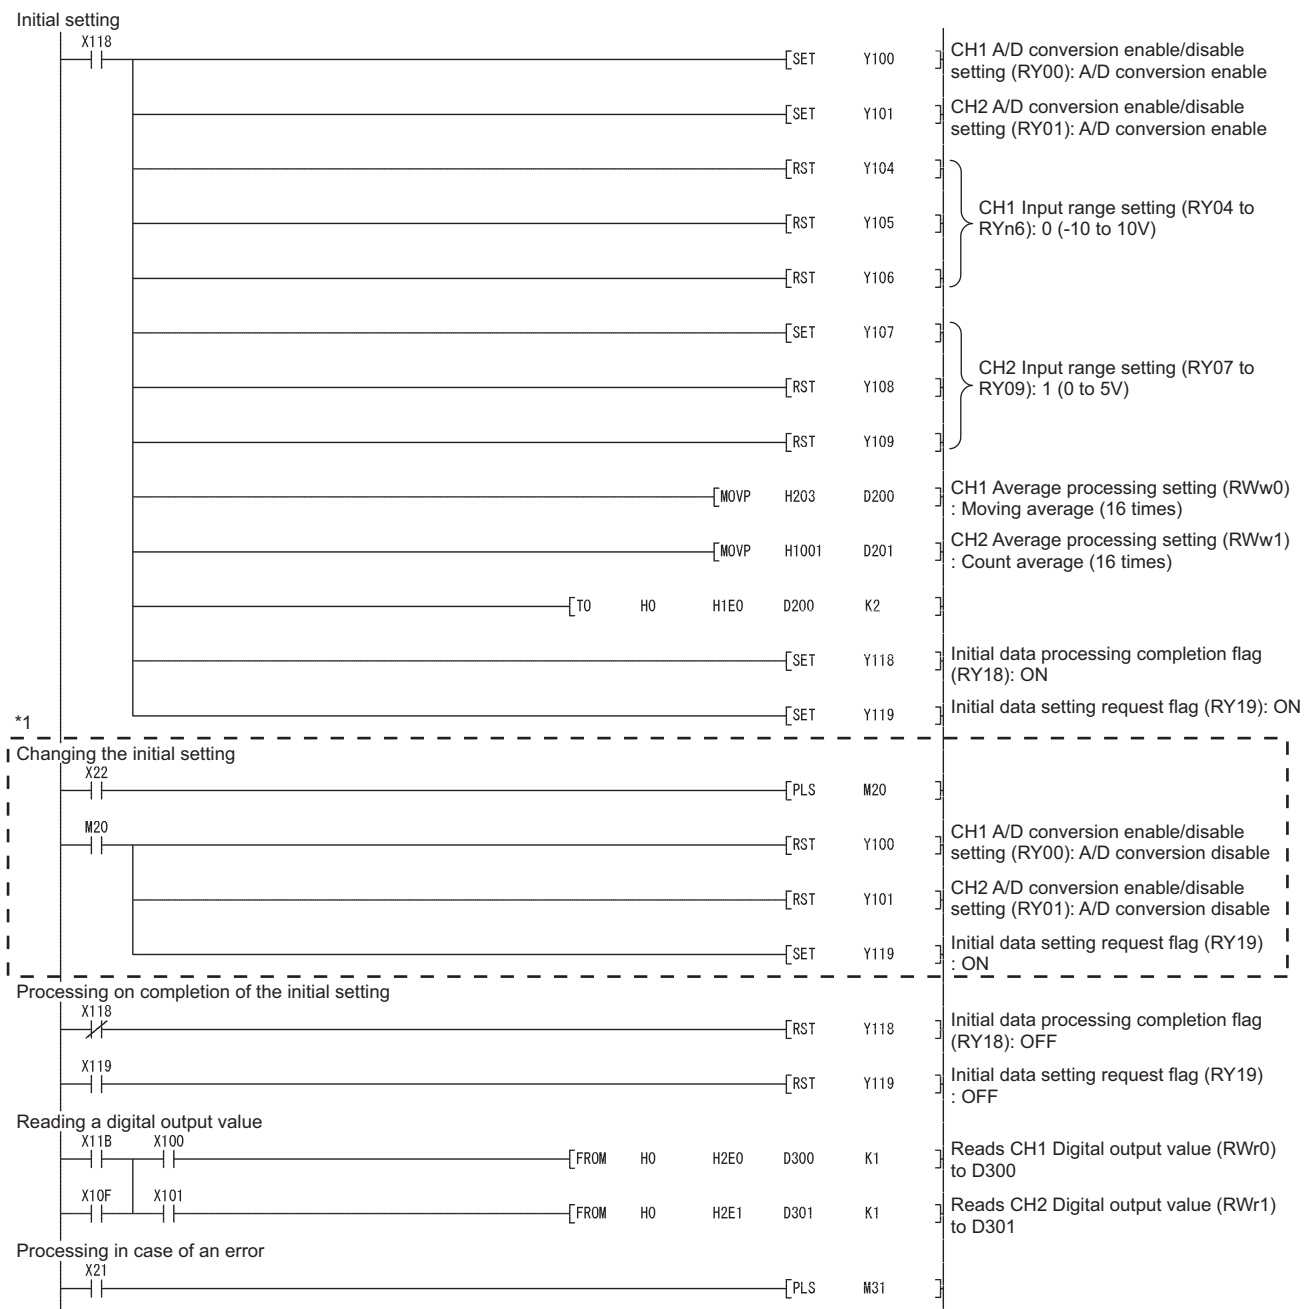 Initial setting
X118
[SET Y100 ]
CH1 A/D conversion enable/disable
setting (RY00): A/D conversion enable
[SET Y101 ]
CH2 A/D conversion enable/disable
setting (RY01): A/D conversion enable
[RST Y104 ]
[RST Y105 ]
CH1 Input range setting (RY04 to
RYn6): 0 (-10 to 10V)
[RST Y106 ]
[SET Y107 ]
[RST Y108 ]
CH2 Input range setting (RY07 to
RY09): 1 (0 to 5V)
[RST Y109 ]
[MOVP H203 D200 ]
CH1 Average processing setting (RWw0)
: Moving average (16 times)
[MOVP H1001 D201 ]
CH2 Average processing setting (RWw1)
: Count average (16 times)
[TO H0 H1E0 D200 K2 ]
[SET Y118 ]
Initial data processing completion flag
(RY18): ON
[SET Y119 ]
Initial data setting request flag (RY19): ON
*1
Changing the initial setting
X22
[PLS M20 ]
M20
[RST Y100 ]
CH1 A/D conversion enable/disable
setting (RY00): A/D conversion disable
[RST Y101 ]
CH2 A/D conversion enable/disable
setting (RY01): A/D conversion disable
[SET Y119 ]
Initial data setting request flag (RY19)
: ON
Processing on completion of the initial setting
X118
[RST Y118 ]
Initial data processing completion flag
(RY18): OFF
X119
[RST Y119 ]
Initial data setting request flag (RY19)
: OFF
Reading a digital output value
X11B X100
[FROM H0 H2E0 D300 K1 ]
Reads CH1 Digital output value (RWr0)
to D300
X10F X101
[FROM H0 H2E1 D301 K1 ]
Reads CH2 Digital output value (RWr1)
to D301
Processing in case of an error
X21
[PLS M31 ]